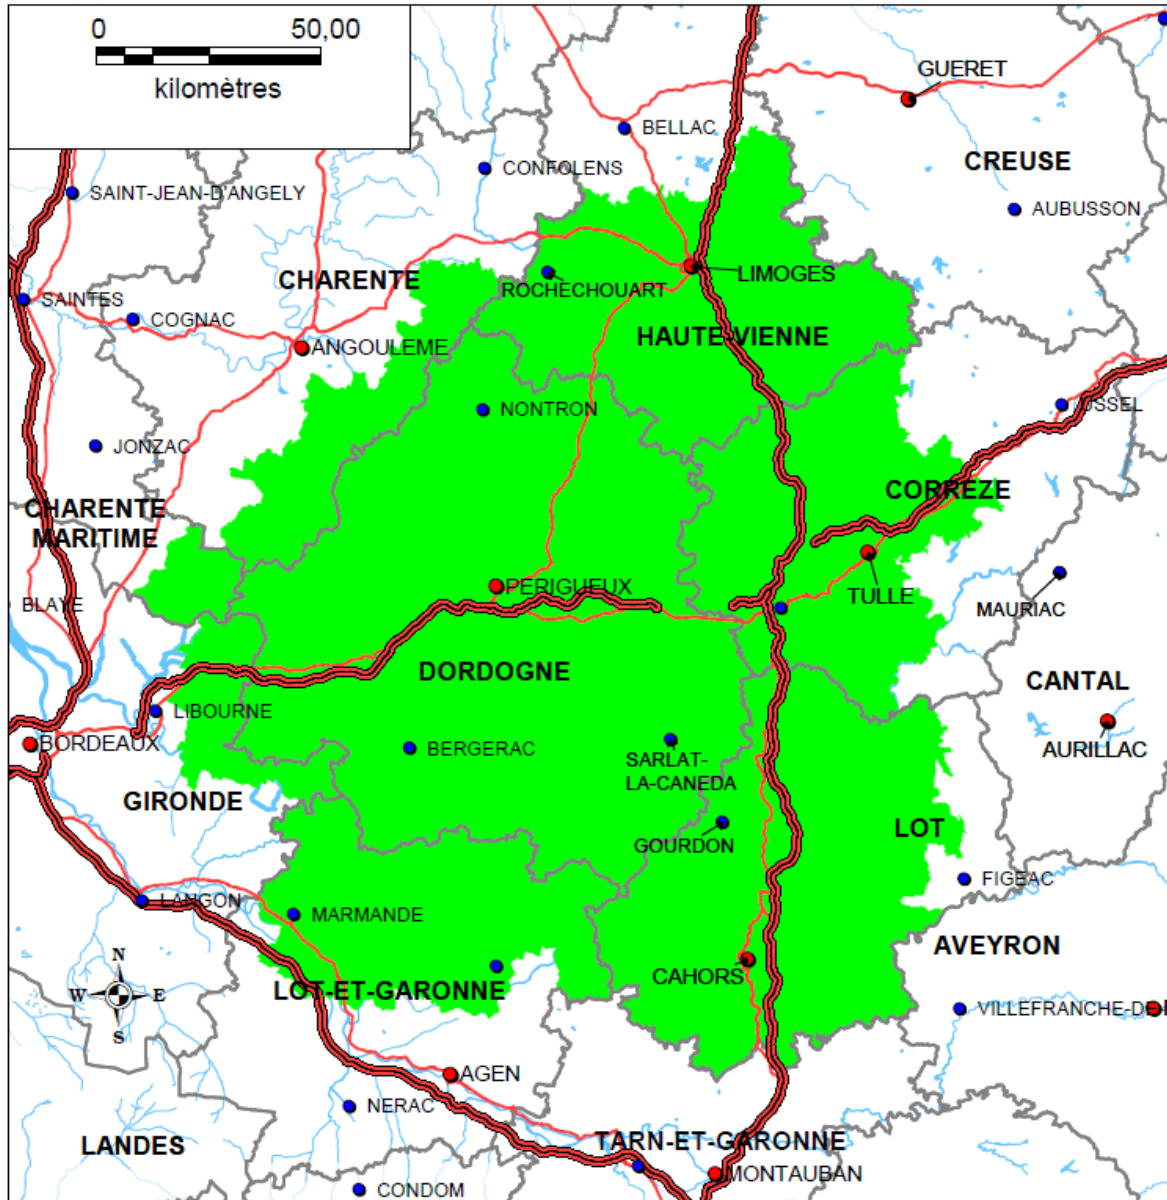 0 50,00
kilomètres
GUERET
BELLAC
CREUSE
CONFOLENS
SAINT-JEAN-D'ANGELY
AUBUSSON
CHARENTE
LIMOGES
ROCHECHOUART
SAINTES
COGNAC
HAUTE-VIENNE
ANGOULEME
NONTRON
USSEL
JONZAC
CORREZE
CHARENTE
MARITIME
PERIGUEUX
TULLE
BLAYE
MAURIAC
DORDOGNE
CANTAL
LIBOURNE
BORDEAUX
BERGERAC
SARLAT-
LA-CANEDA
AURILLAC
GIRONDE
LOT
GOURDON
FIGEAC
LANGON
MARMANDE
AVEYRON
N
CAHORS
LOT-ET-GARONNE
W E
VILLEFRANCHE-DE-
S
AGEN
NERAC
LANDES
TARN-ET-GARONNE
MONTAUBAN
CONDOM